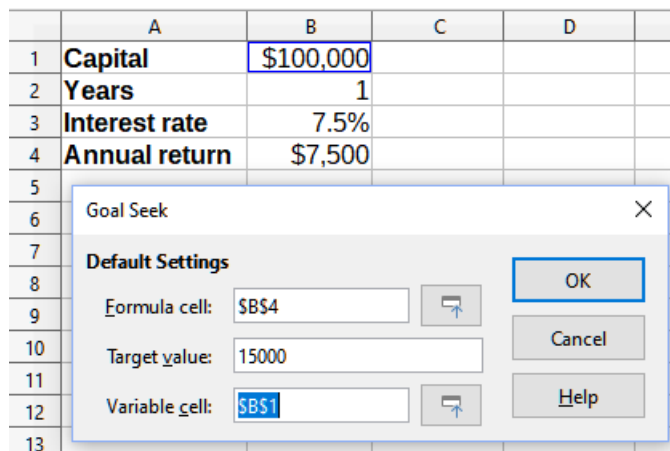 A B C D
1 Capital $100,000
2 Years 1
3 Interest rate 7.5%
4 Annual return $7,500
5
6
7
8
9
10
11
12
13
Goal Seek
Default Settings
Formula cell: $B$4
Target value: 15000
Variable cell: $B$1
OK
Cancel
Help